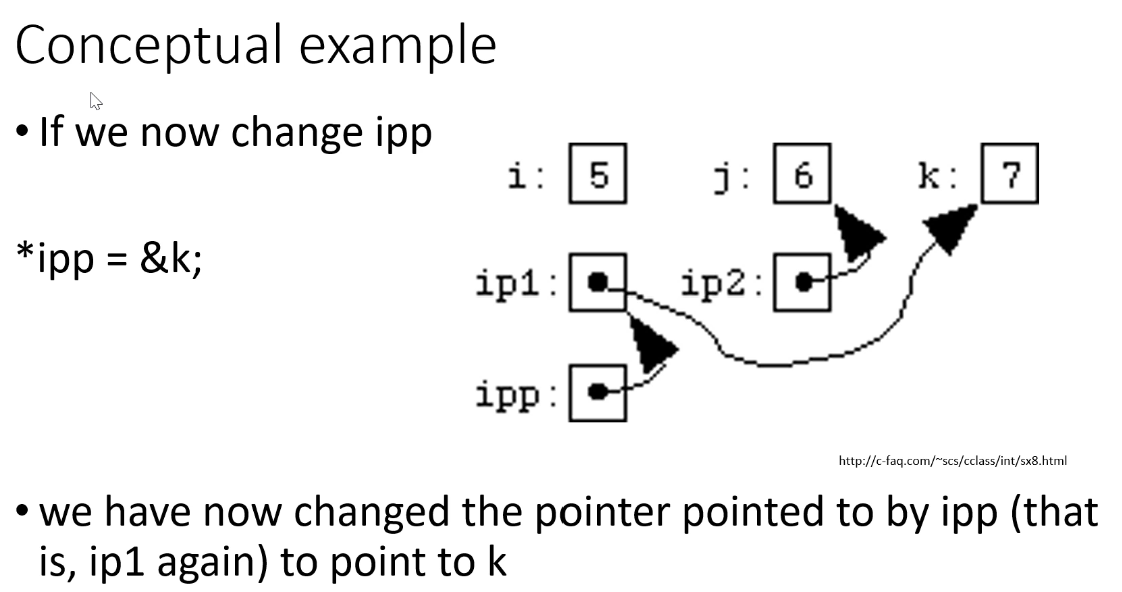 Conceptual example
• If we now change ipp
*ipp = &k;
i: 5 j: 6 k: 7
ip1: ip2:
ipp:
http://c-faq.com/~scs/cclass/int/sx8.html
• we have now changed the pointer pointed to by ipp (that
is, ip1 again) to point to k